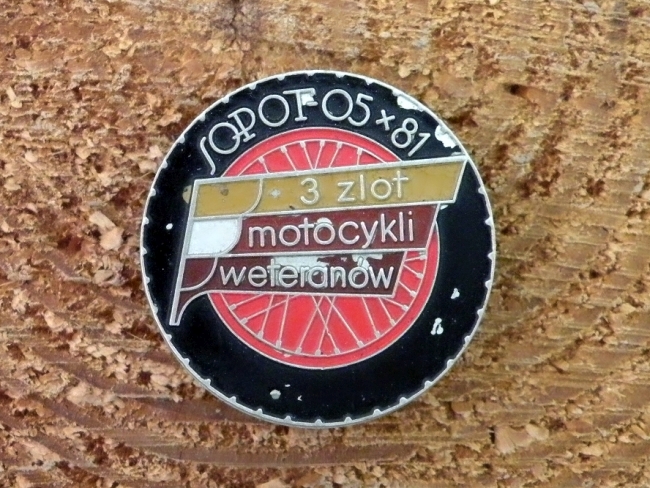 SOPOT 05×81
3 zlot
motocykli
weteranów